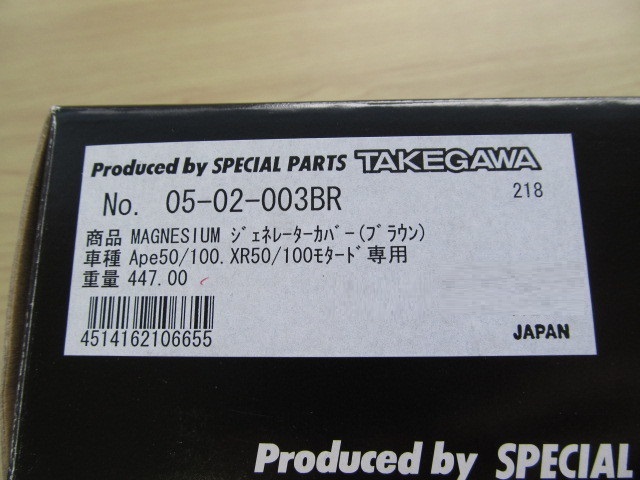 Produced by SPECIAL PARTS TAKEGAWA
No. 05-02-003BR 218
商品 MAGNESIUM ジェネレーターカバー(ブラウン)
車種 Ape50/100. XR50/100モタード専用
重量 447.00
4514162106655
JAPAN
Produced by SPECIAL